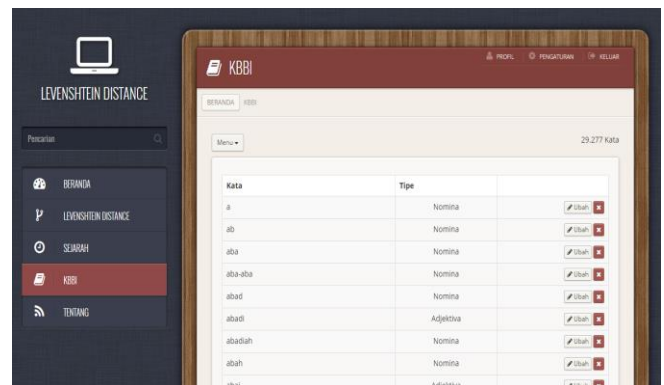 LEVENSHTEIN DISTANCE
Pencarian
BERANDA
LEVENSHTEIN DISTANCE
SEJARAH
KBBI
TENTANG
KBBI
PROFIL PENGATURAN KELUAR
BERANDA KBBI
Menu 29.277 Kata
Kata Tipe
a Nomina Ubah
ab Nomina Ubah
aba Nomina Ubah
aba-aba Nomina Ubah
abad Nomina Ubah
abadi Adjektiva Ubah
abadiah Nomina Ubah
abah Nomina Ubah